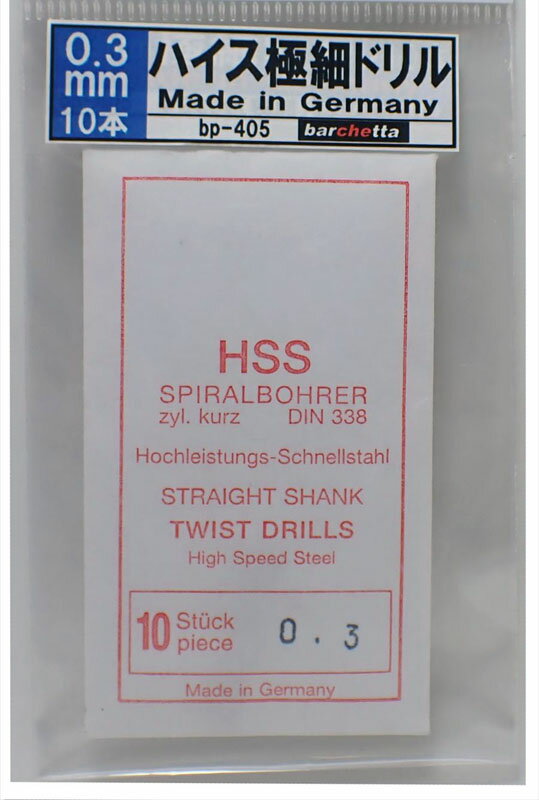 0.3
mm
10本
ハイス極細ドリル
Made in Germany
bp-405 barchetta
HSS
SPIRALBOHRER
zyl. kurz DIN 338
Hochleistungs-Schnellstahl
STRAIGHT SHANK
TWIST DRILLS
High Speed Steel
10 Stück
piece
0.3
Made in Germany